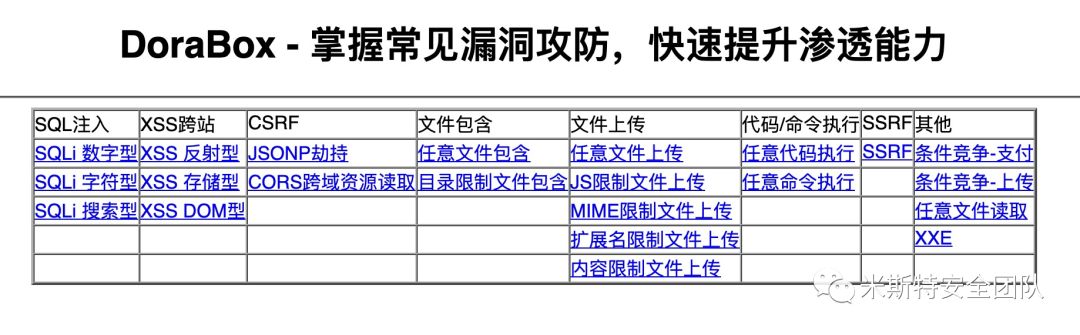 DoraBox - 掌握常见漏洞攻防，快速提升渗透能力
SQL注入 XSS跨站 CSRF 文件包含 文件上传 代码/命令执行 SSRF 其他
SQLi 数字型 XSS 反射型 JSONP劫持 任意文件包含 任意文件上传 任意代码执行 SSRF 条件竞争-支付
SQLi 字符型 XSS 存储型 CORS跨域资源读取 目录限制文件包含 JS限制文件上传 任意命令执行 条件竞争-上传
SQLi 搜索型 XSS DOM型 MIME限制文件上传 任意文件读取
扩展名限制文件上传 XXE
内容限制文件上传
米斯特安全团队